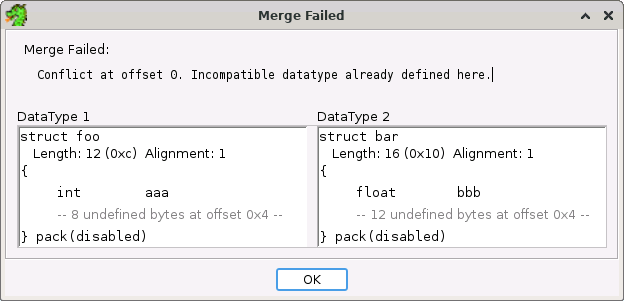 Merge Failed
Merge Failed:
Conflict at offset 0. Incompatible datatype already defined here.
DataType 1
struct foo
Length: 12 (0xc) Alignment: 1
{
int aaa
-- 8 undefined bytes at offset 0x4 --
} pack(disabled)
DataType 2
struct bar
Length: 16 (0x10) Alignment: 1
{
float bbb
-- 12 undefined bytes at offset 0x4 --
} pack(disabled)
OK